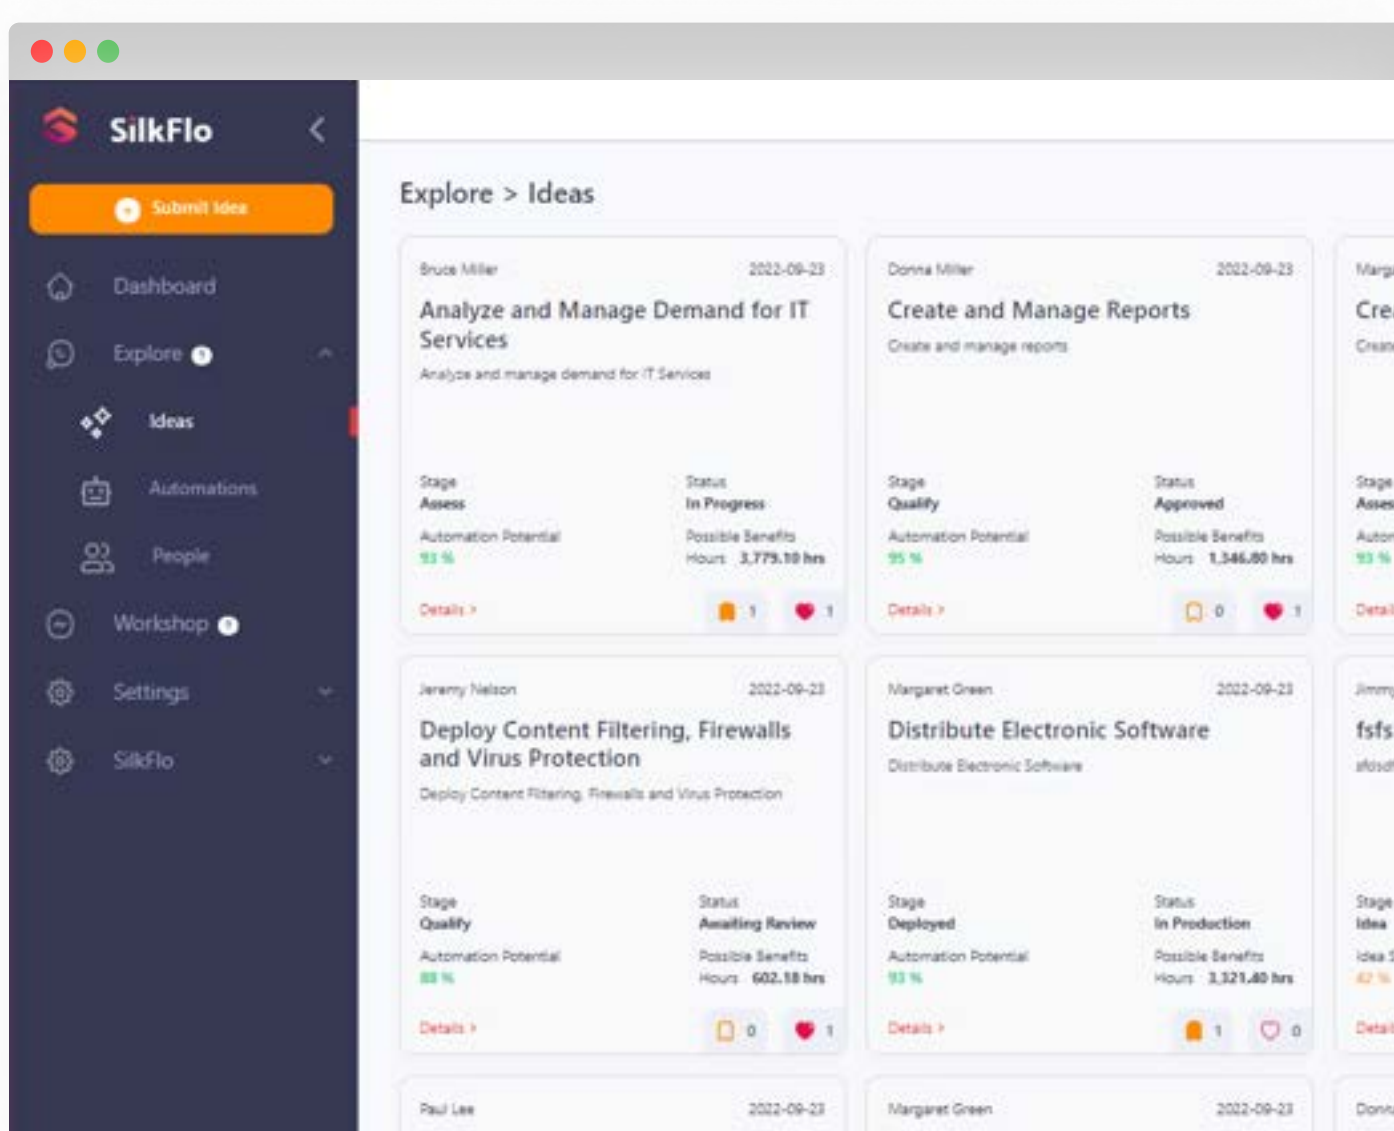 SilkFlo
Submit Idea
Dashboard
Explore
Ideas
Automations
People
Workshop
Settings
SilkFlo
Explore > Ideas
Bruce Miller 2022-09-23
Analyze and Manage Demand for IT
Services
Analyze and manage demand for IT Services
Stage Status
Assess In Progress
Automation Potential Possible Benefits
93 % Hours 3,779.10 hrs
Details > 1 1
Donna Miller 2022-09-23
Create and Manage Reports
Create and manage reports
Stage Status
Qualify Approved
Automation Potential Possible Benefits
95 % Hours 1,346.80 hrs
Details > 0 1
Stage
93 %
Jeremy Nelson 2022-09-23
Deploy Content Filtering, Firewalls
and Virus Protection
Deploy Content Filtering, Firewalls and Virus Protection
Stage Status
Qualify Awaiting Review
Automation Potential Possible Benefits
88 % Hours 602.18 hrs
Details > 0 1
Margaret Green 2022-09-23
Distribute Electronic Software
Distribute Electronic Software
Stage Status
Deployed In Production
Automation Potential Possible Benefits
93 % Hours 3,321.40 hrs
Details > 1 0
Stage
Idea
42 %
Paul Lee 2022-09-23
Margaret Green 2022-09-23